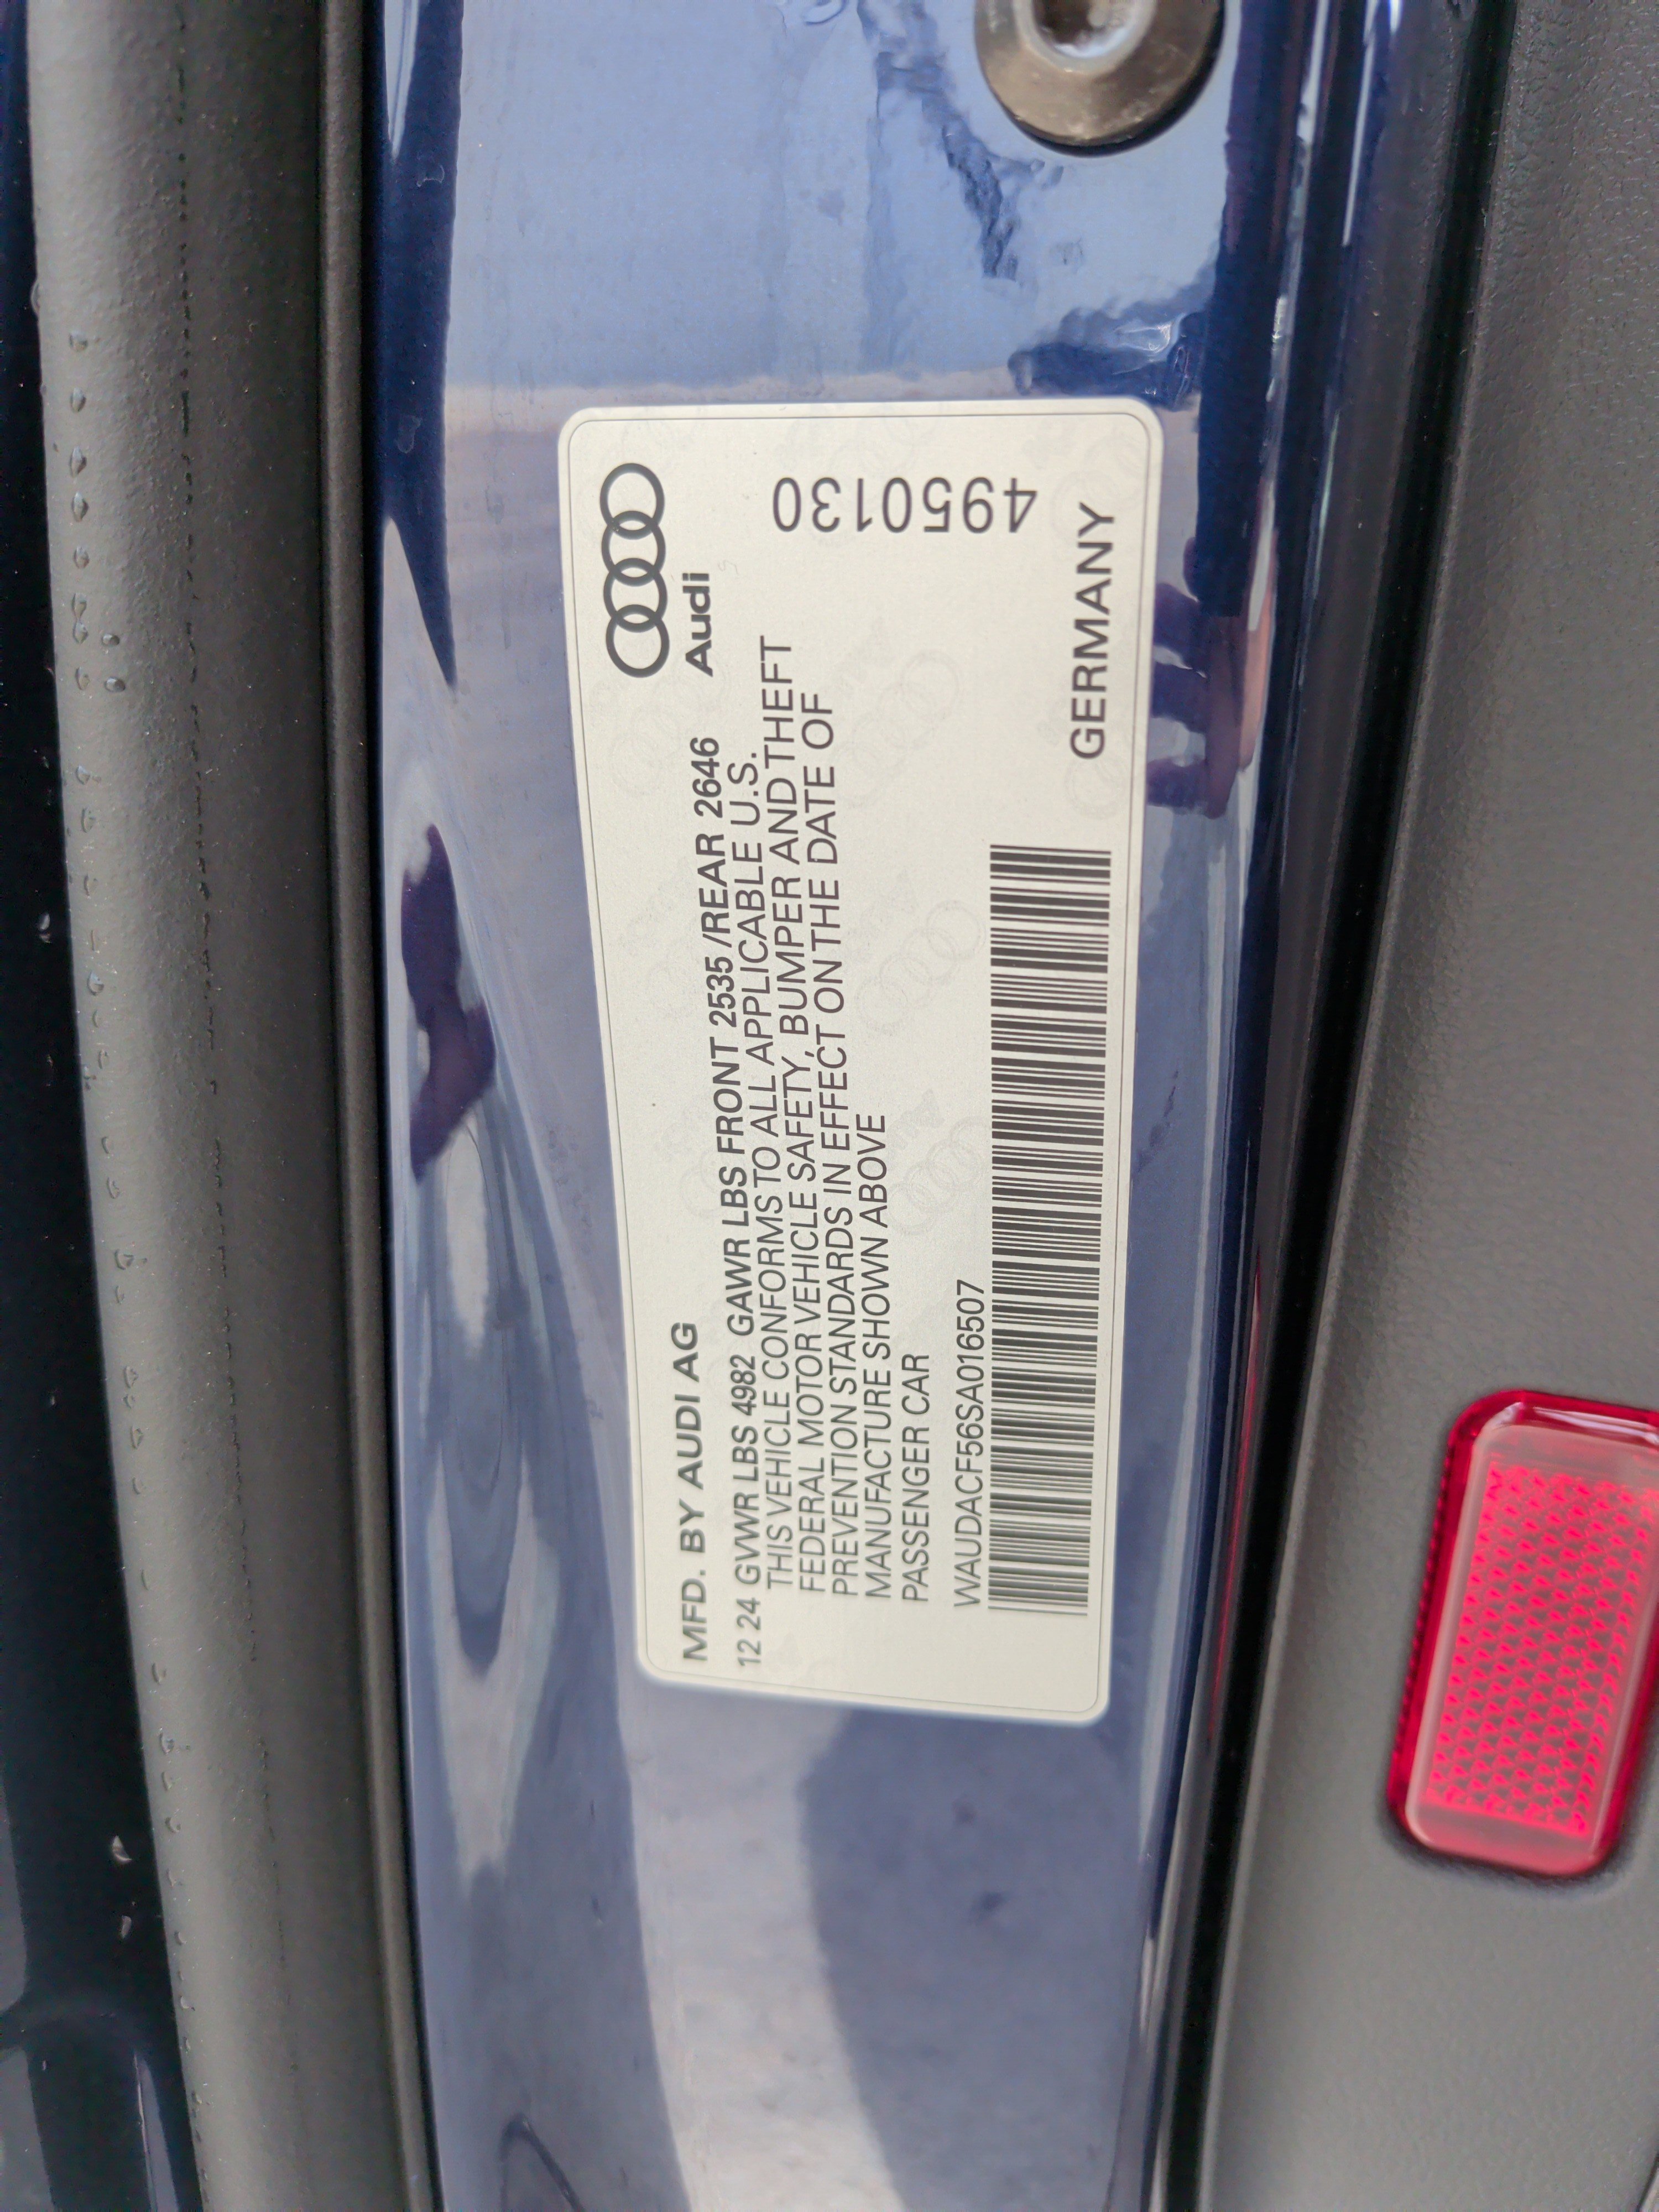 Audi
MFD. BY AUDI AG
12 24 GVWR LBS 4982 GAWR LBS FRONT 2535 /REAR 2646
THIS VEHICLE CONFORMS TO ALL APPLICABLE U.S.
FEDERAL MOTOR VEHICLE SAFETY, BUMPER AND THEFT
PREVENTION STANDARDS IN EFFECT ON THE DATE OF
MANUFACTURE SHOWN ABOVE
PASSENGER CAR
WAUDACF56SA016507
4950130
GERMANY